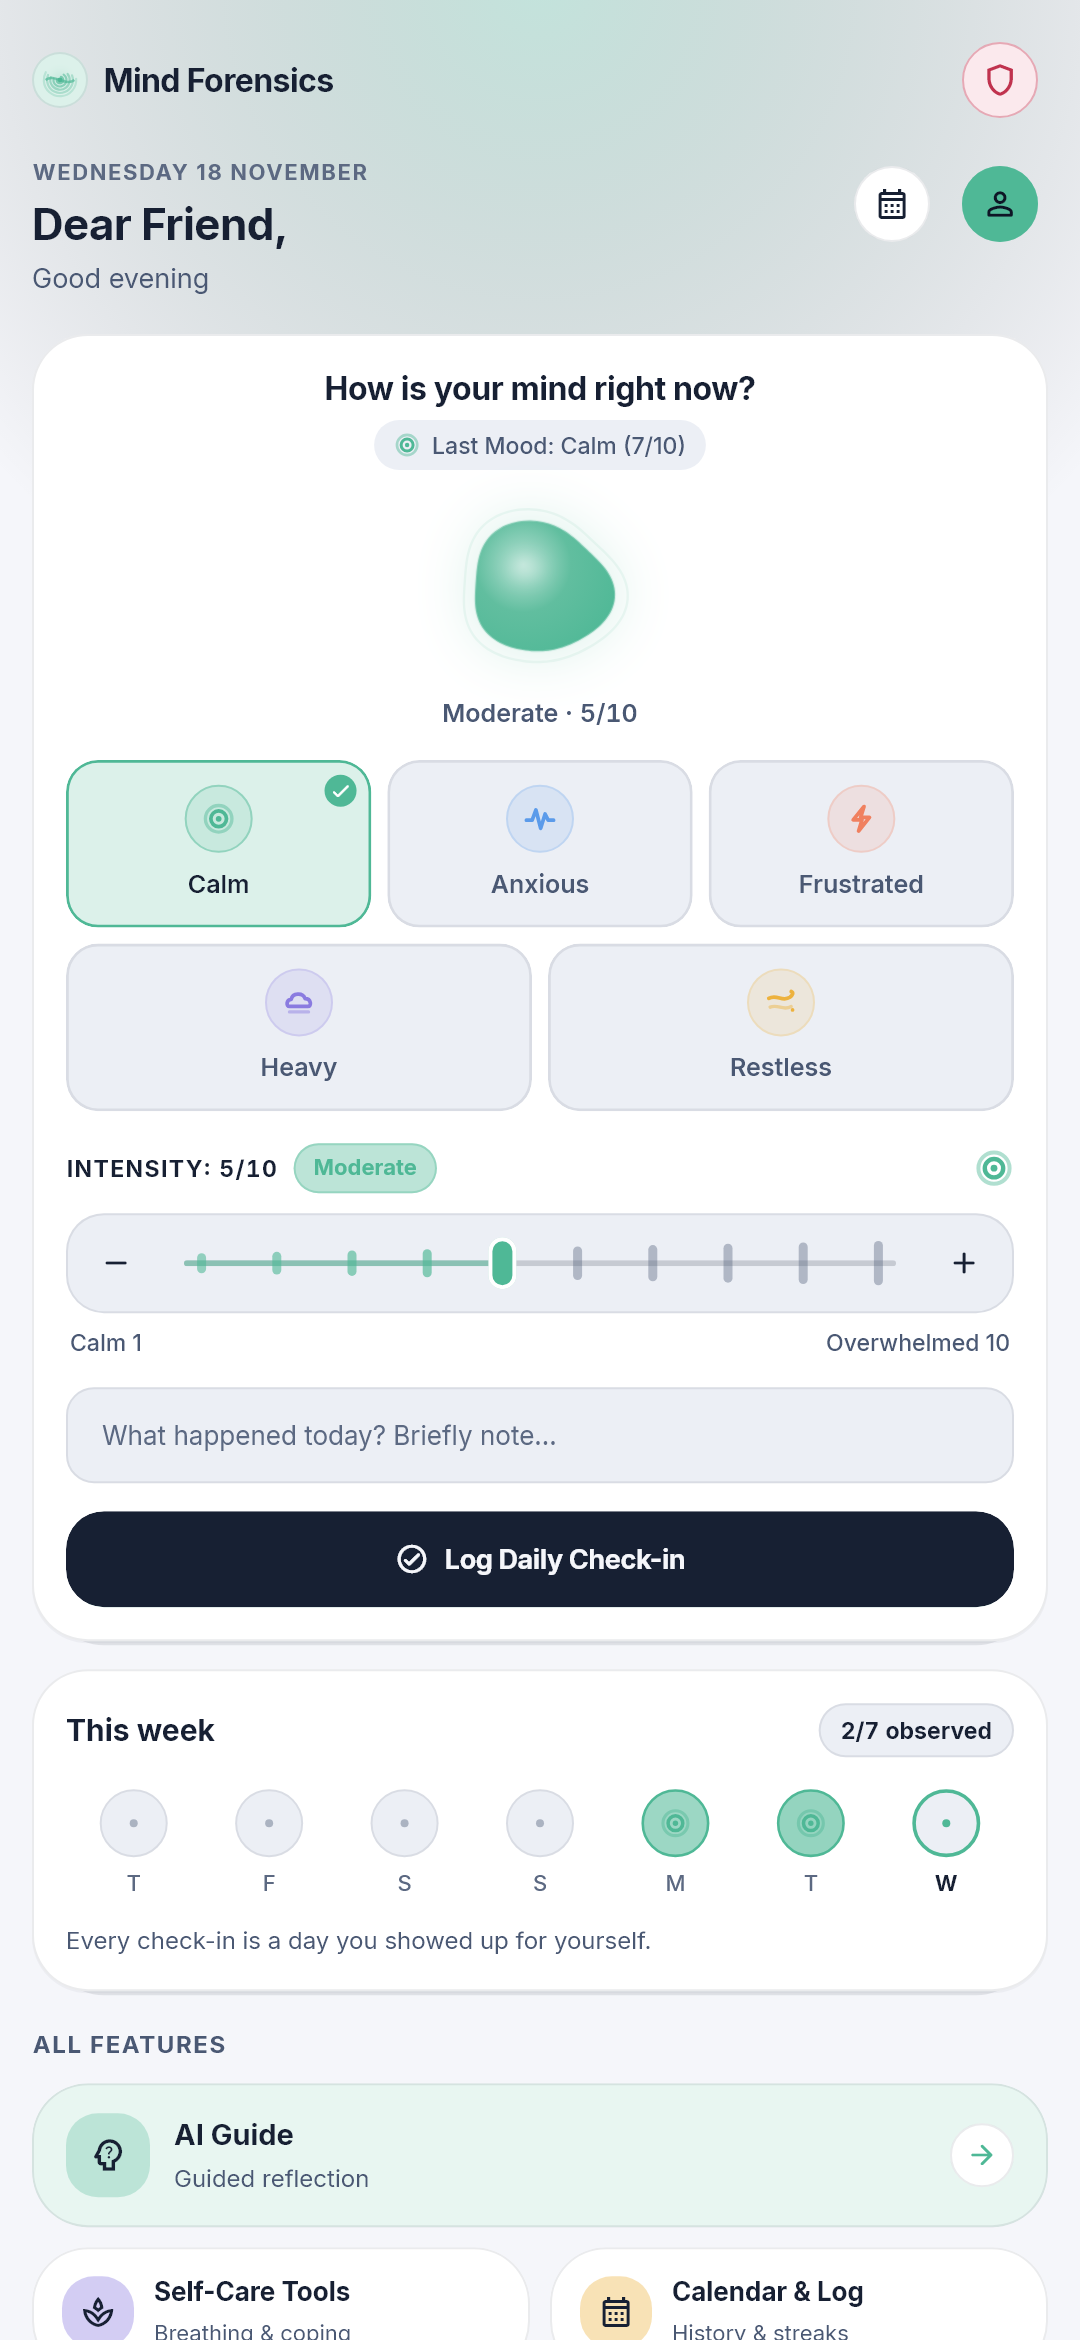 Mind Forensics
WEDNESDAY 18 NOVEMBER
Dear Friend,
Good evening
How is your mind right now?
Last Mood: Calm (7/10)
Moderate · 5/10
Calm
Anxious
Frustrated
Heavy
Restless
INTENSITY: 5/10
Moderate
Calm 1
Overwhelmed 10
What happened today? Briefly note...
Log Daily Check-in
This week
2/7 observed
T F S S M T W
Every check-in is a day you showed up for yourself.
ALL FEATURES
AI Guide
Guided reflection
Self-Care Tools
Breathing & coping
Calendar & Log
History & streaks